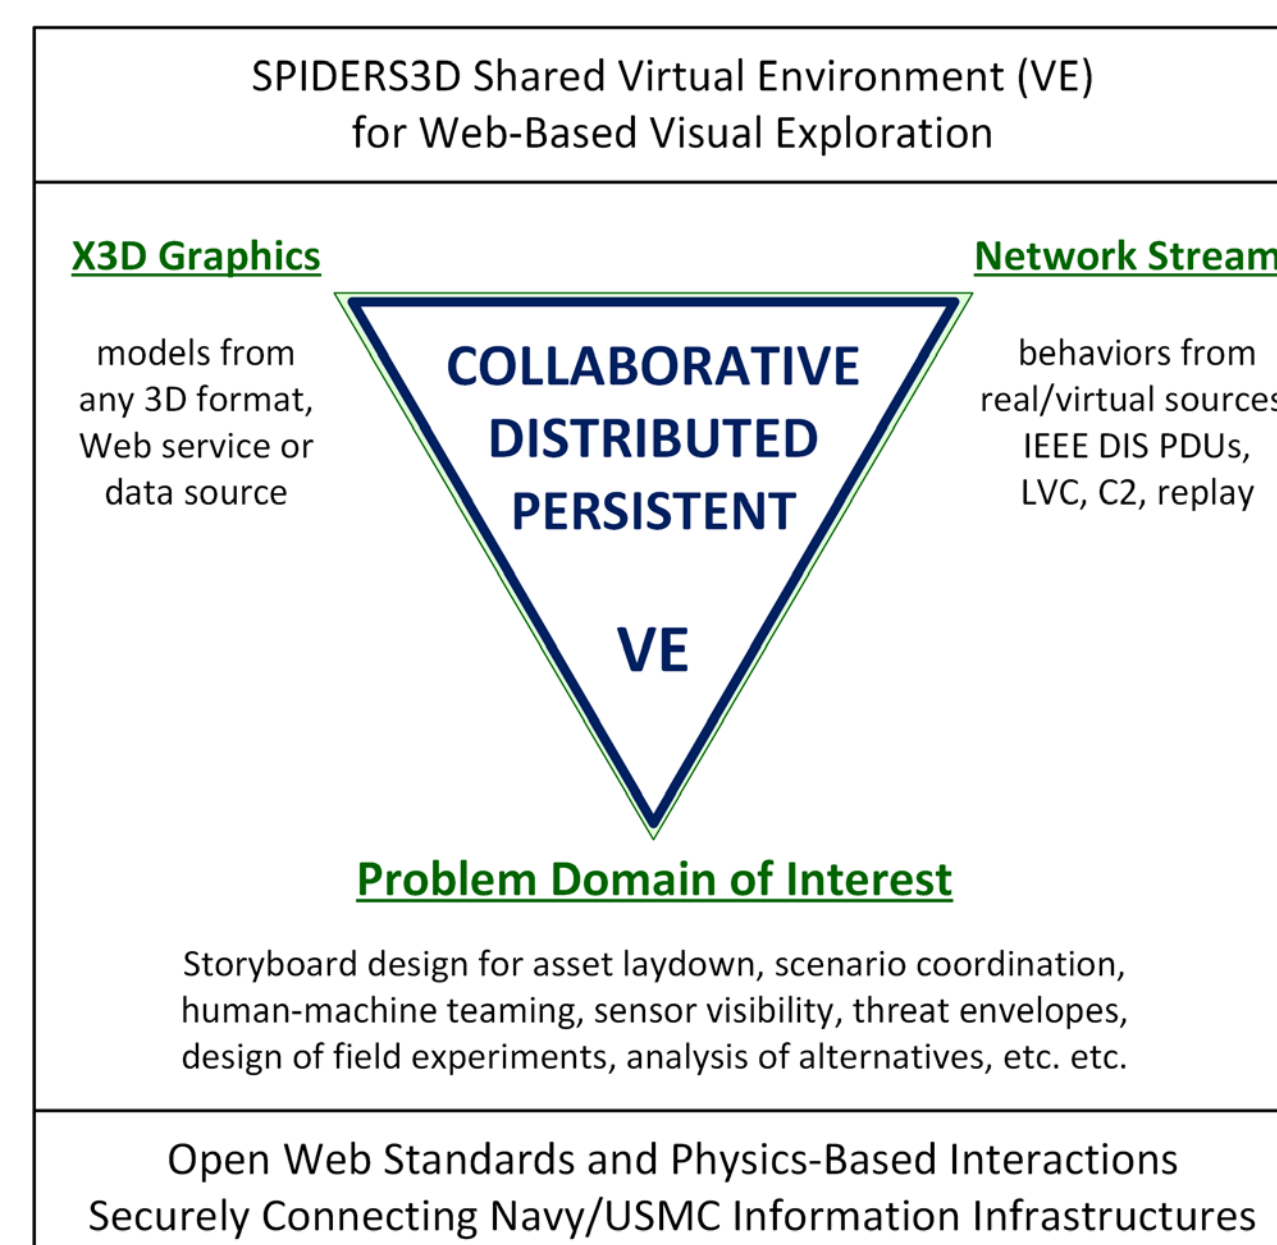 SPIDERS3D Shared Virtual Environment (VE)
for Web-Based Visual Exploration
X3D Graphics
models from
any 3D format,
Web service or
data source
Network Stream
behaviors from
real/virtual sources
IEEE DIS PDUs,
LVC, C2, replay
COLLABORATIVE
DISTRIBUTED
PERSISTENT
VE
Problem Domain of Interest
Storyboard design for asset laydown, scenario coordination,
human-machine teaming, sensor visibility, threat envelopes,
design of field experiments, analysis of alternatives, etc. etc.
Open Web Standards and Physics-Based Interactions
Securely Connecting Navy/USMC Information Infrastructures